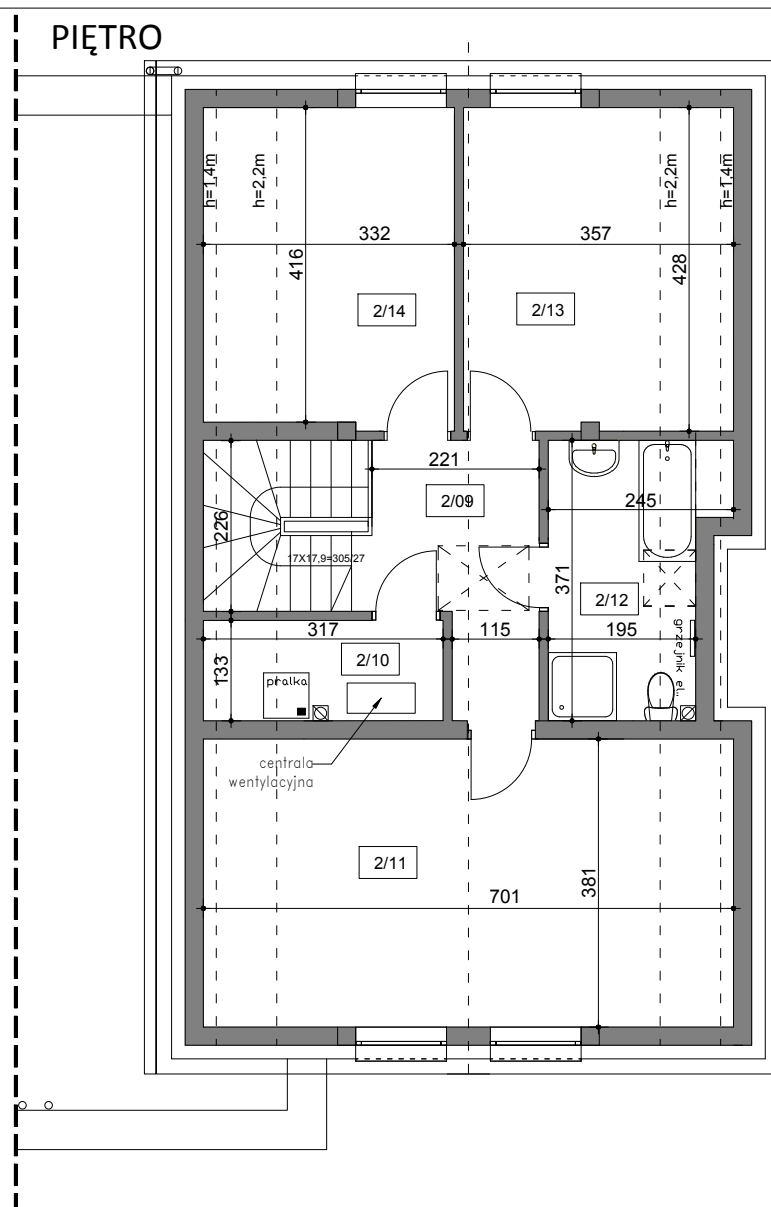 PIĘTRO
h=1,4m
h=2,2m
h=2,2m
h=1,4m
332
357
416
428
2/14
2/13
221
2/09
245
226
17X17,9=305/27
371
2/12
317
115
195
133
2/10
grzejnik el.
pralka
centrala
wentylacyjna
2/11
701
381